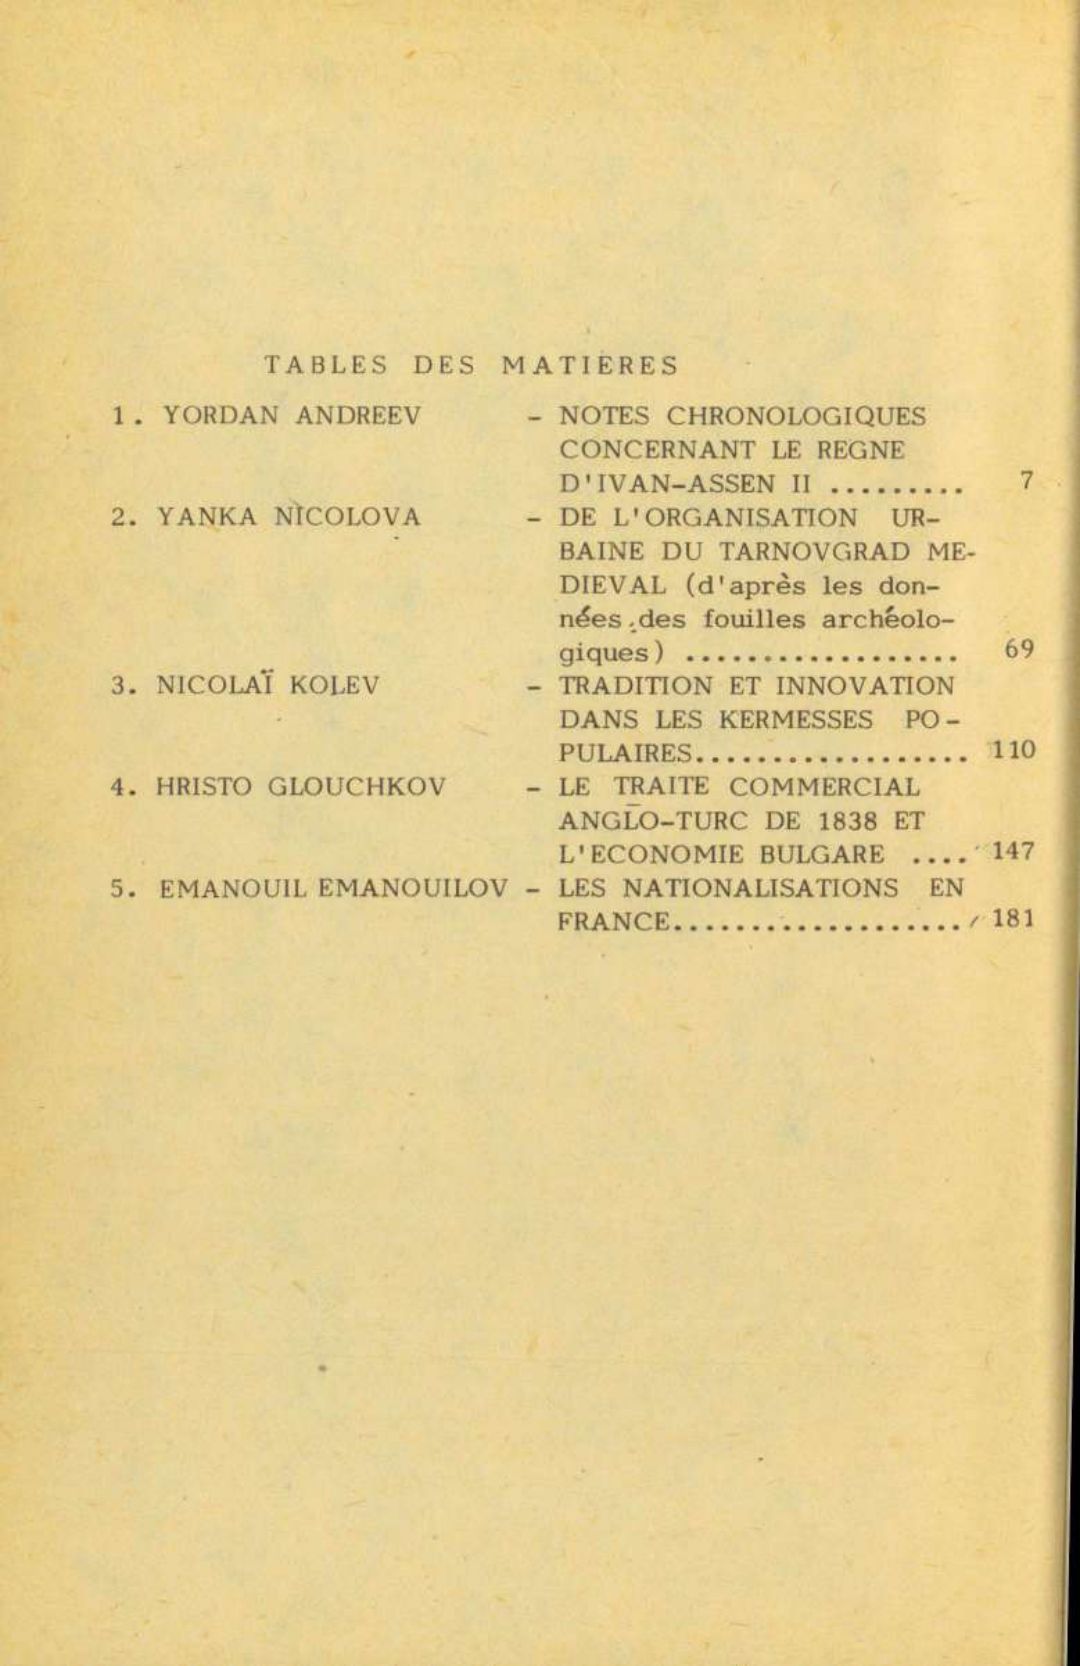 TABLES DES MATIÈRES
1. YORDAN ANDREEV - NOTES CHRONOLOGIQUES
CONCERNANT LE REGNE
D'IVAN-ASSEN II ......... 7
2. YANKA NICOLOVA - DE L'ORGANISATION UR-
BAINE DU TARNOVGRAD ME-
DIEVAL (d'après les don-
nées des fouilles archéolo-
giques) .................. 69
3. NICOLAÏ KOLEV - TRADITION ET INNOVATION
DANS LES KERMESSES PO-
PULAIRES.................. 110
4. HRISTO GLOUCHKOV - LE TRAITE COMMERCIAL
ANGLO-TURC DE 1838 ET
L'ECONOMIE BULGARE .... 147
5. EMANOUIL EMANOUILOV - LES NATIONALISATIONS EN
FRANCE................... 181